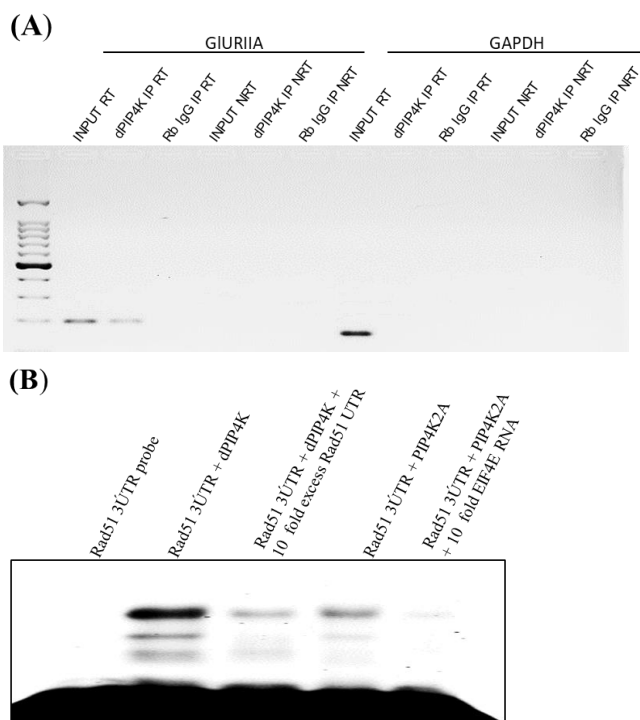 (A)
GlURIIA
GAPDH
INPUT RT
dPIP4K IP RT
Rb IgG IP RT
INPUT NRT
dPIP4K IP NRT
Rb IgG IP NRT
INPUT RT
dPIP4K IP RT
Rb IgG IP RT
INPUT NRT
dPIP4K IP NRT
Rb IgG IP NRT
(B)
Rad51 3ÚTR probe
Rad51 3ÚTR + dPIP4K
Rad51 3ÚTR + dPIP4K +
10 fold excess Rad51 UTR
Rad51 3ÚTR + PIP4K2A
Rad51 3ÚTR + PIP4K2A
+ 10 fold EIF4E RNA